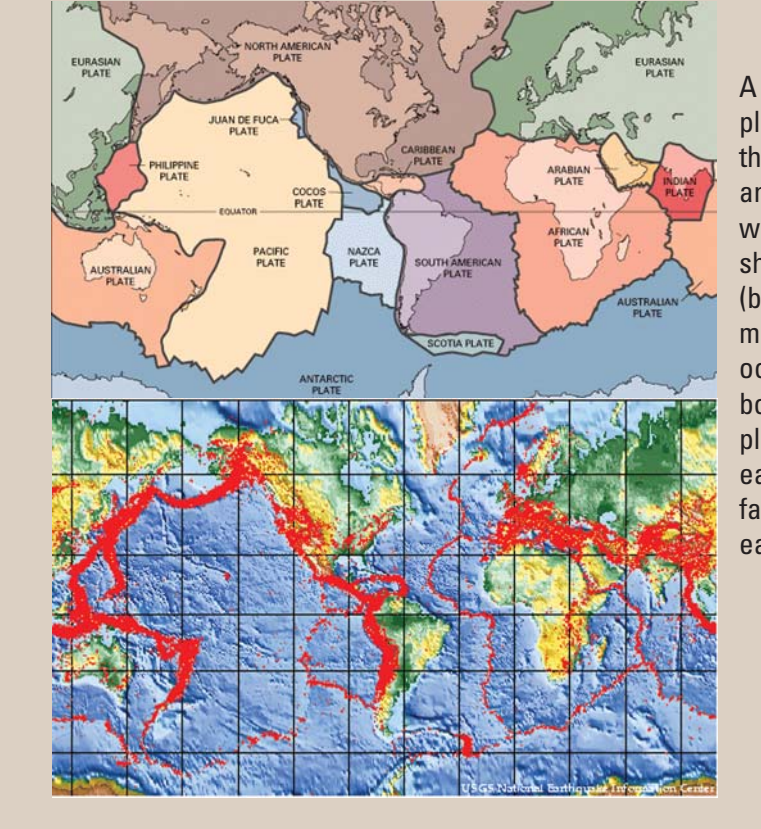 NORTH AMERICAN
PLATE
EURASIAN
PLATE
EURASIAN
PLATE
JUAN DE FUCA
PLATE
CARIBBEAN
PLATE
PHILIPPINE
PLATE
ARABIAN
PLATE
INDIAN
PLATE
COCOS
PLATE
EQUATOR
AUSTRALIAN
PLATE
PACIFIC
PLATE
NAZCA
PLATE
SOUTH AMERICAN
PLATE
AFRICAN
PLATE
AUSTRALIAN
PLATE
SCOTIA PLATE
ANTARCTIC
PLATE
USGS National Earthquake Information Center
A
pl
th
an
w
sh
(b
m
oc
bo
pl
ea
fa
ea